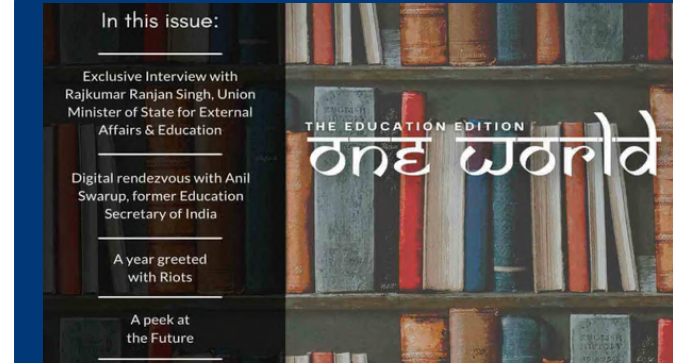 In this issue:
Exclusive Interview with
Rajkumar Ranjan Singh, Union
Minister of State for External
Affairs & Education
Digital rendezvous with Anil
Swarup, former Education
Secretary of India
A year greeted
with Riots
A peek at
the Future
THE EDUCATION EDITION
one world